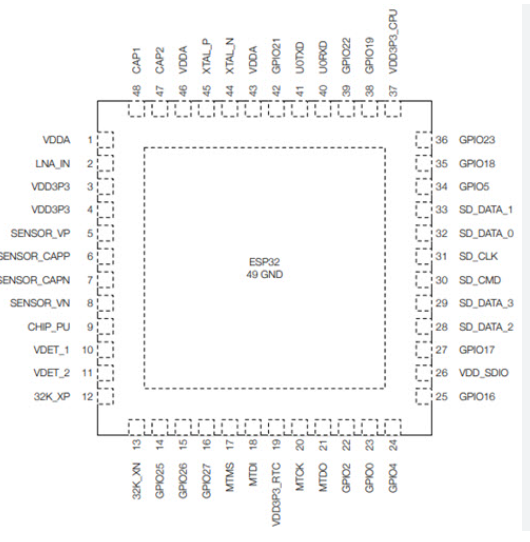 CAP1
CAP2
VDDA
XTAL_P
XTAL_N
VDDA
GPIO21
U0TXD
U0RXD
GPIO22
GPIO19
VDD3P3_CPU
48
47
46
45
44
43
42
41
40
39
38
37
VDDA 1
LNA_IN 2
VDD3P3 3
VDD3P3 4
SENSOR_VP 5
SENSOR_CAPP 6
SENSOR_CAPN 7
SENSOR_VN 8
CHIP_PU 9
VDET_1 10
VDET_2 11
32K_XP 12
ESP32
49 GND
36 GPIO23
35 GPIO18
34 GPIO5
33 SD_DATA_1
32 SD_DATA_0
31 SD_CLK
30 SD_CMD
29 SD_DATA_3
28 SD_DATA_2
27 GPIO17
26 VDD_SDIO
25 GPIO16
13
14
15
16
17
18
19
20
21
22
23
24
32K_XN
GPIO25
GPIO26
GPIO27
MTMS
MTDI
VDD3P3_RTC
MTCK
MTDO
GPIO2
GPIO0
GPIO4